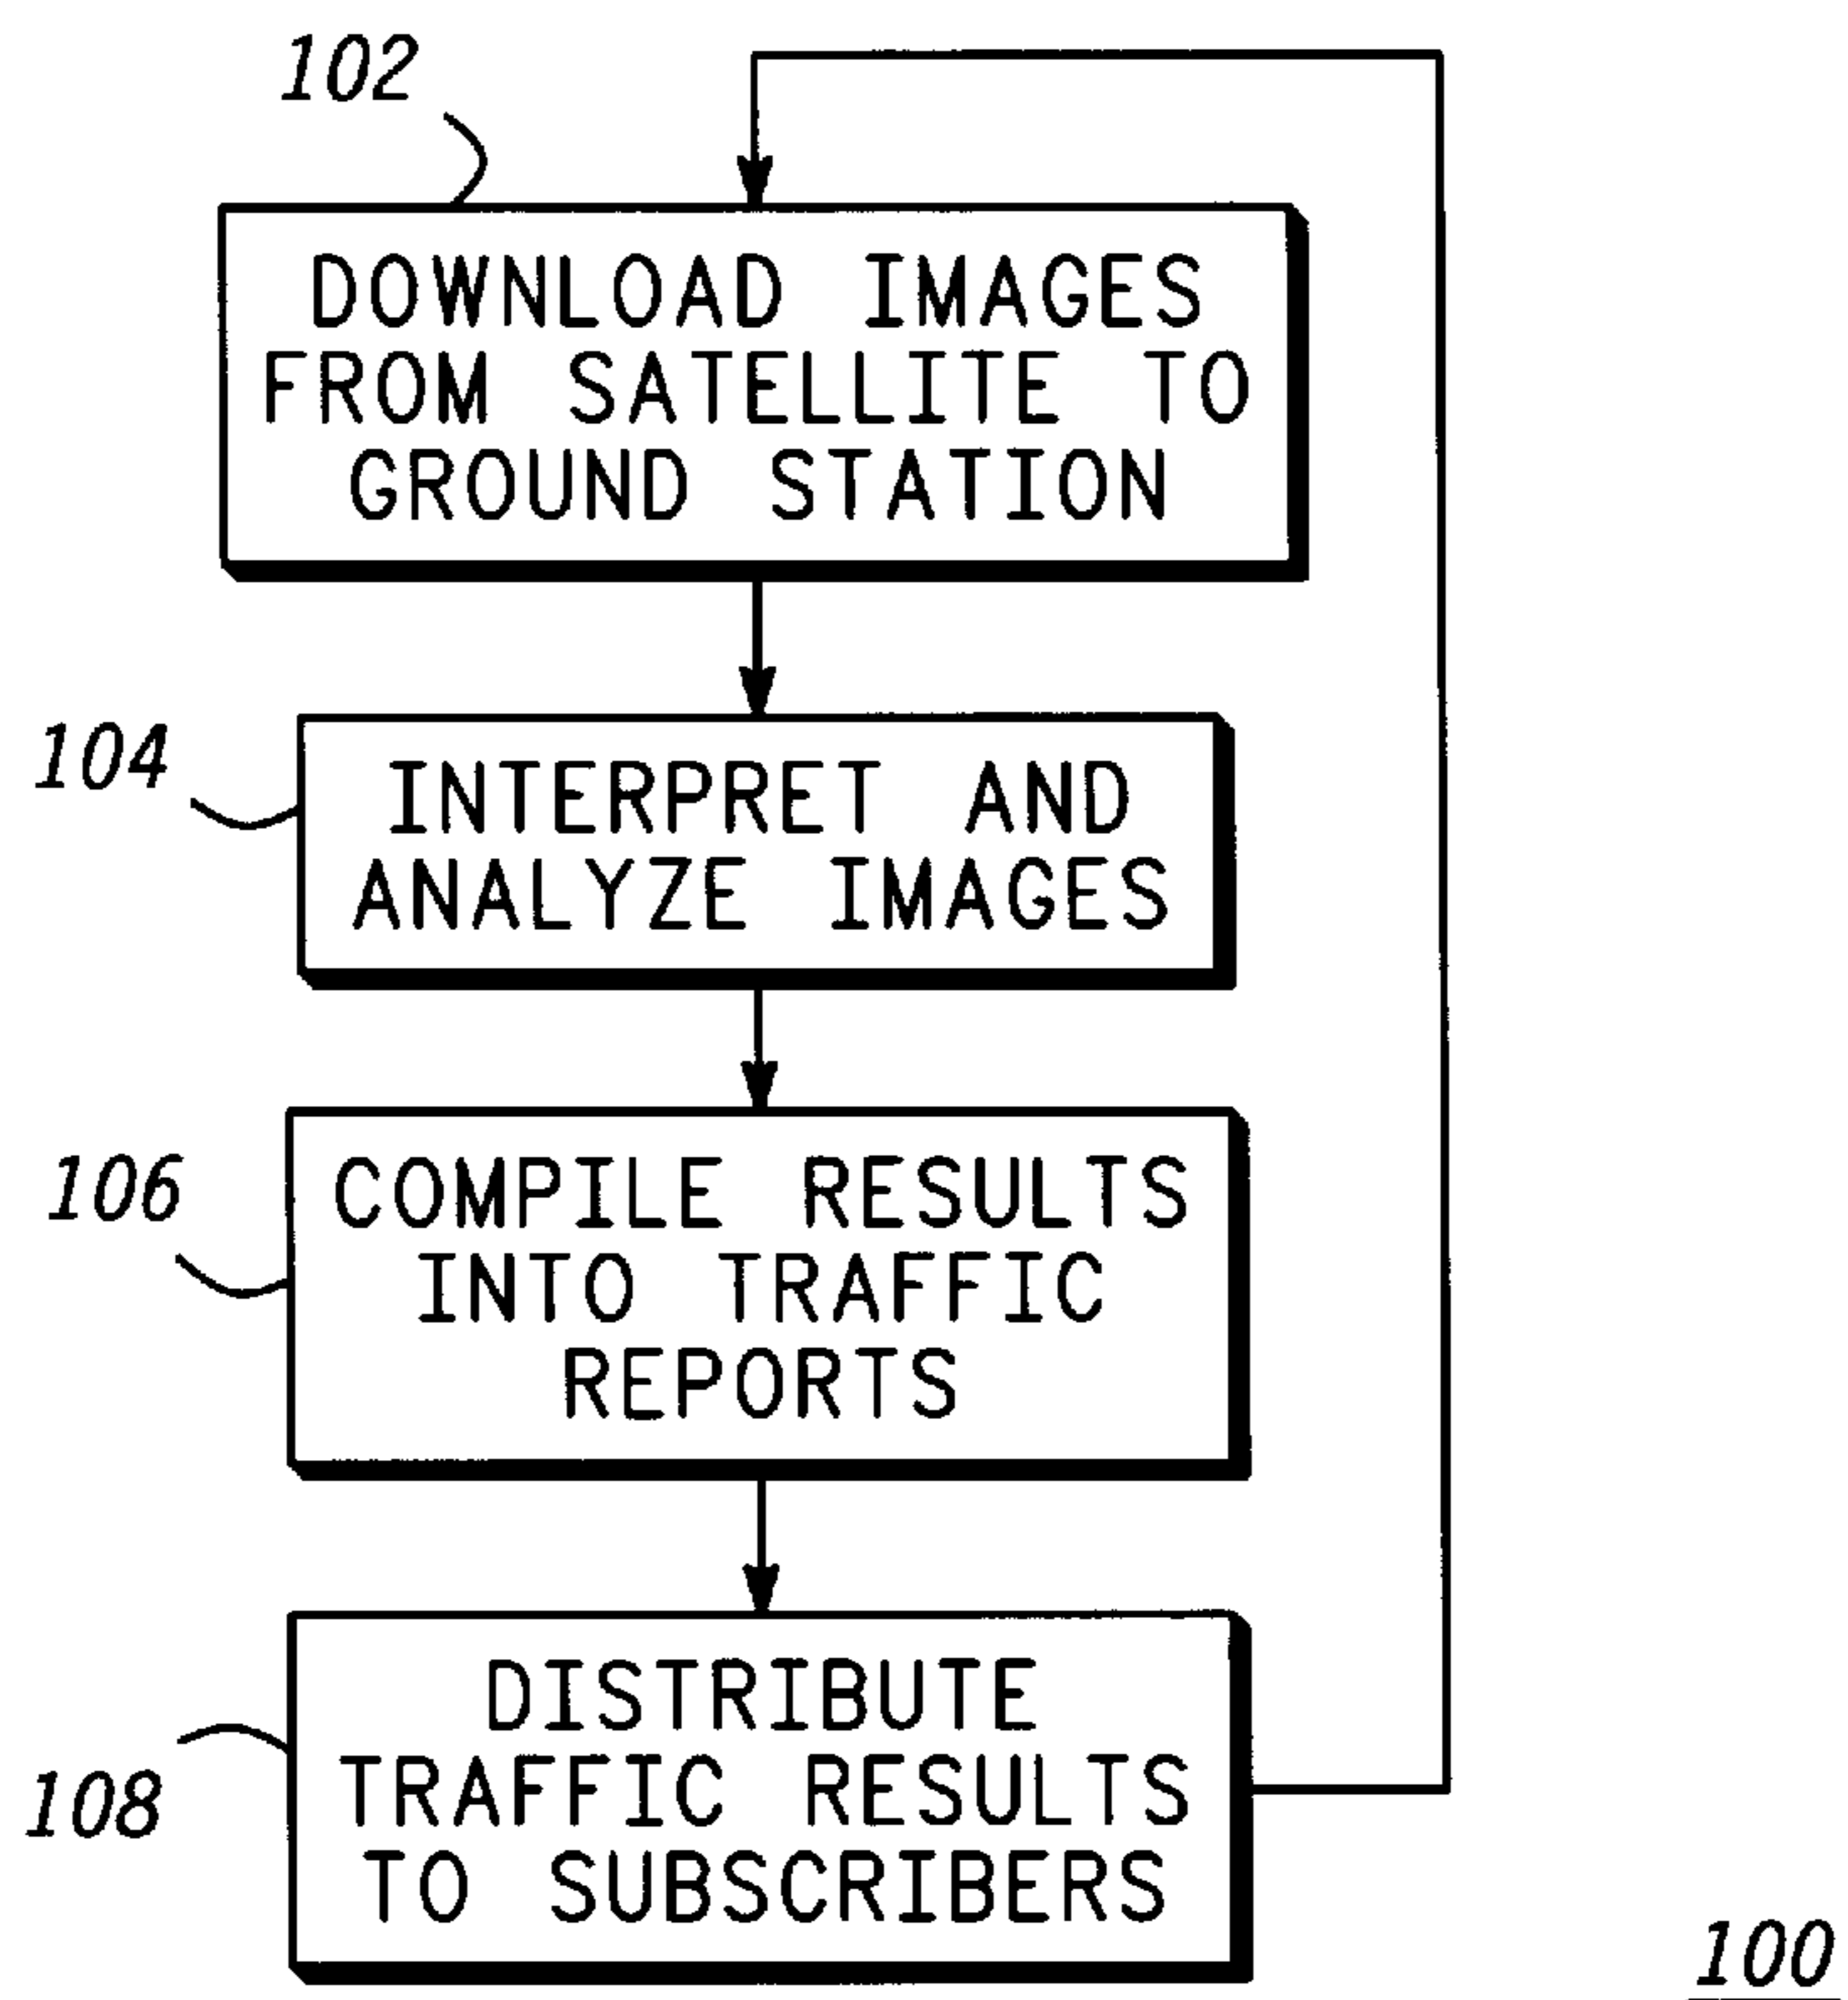 102
DOWNLOAD IMAGES
FROM SATELLITE TO
GROUND STATION
104
INTERPRET AND
ANALYZE IMAGES
106
COMPILE RESULTS
INTO TRAFFIC
REPORTS
108
DISTRIBUTE
TRAFFIC RESULTS
TO SUBSCRIBERS
100